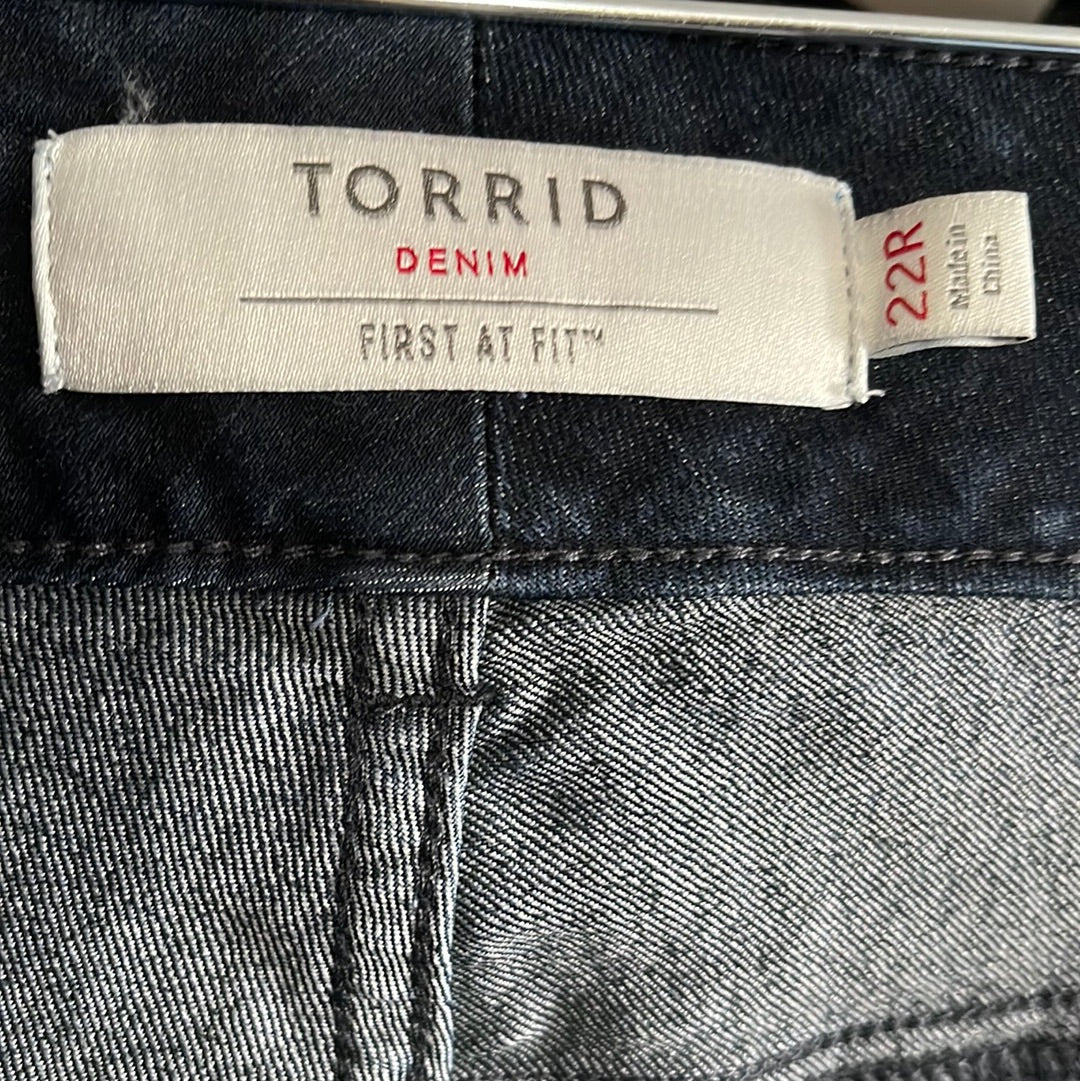 TORRID
DENIM
FIRST AT FIT™
22R
Made in
China